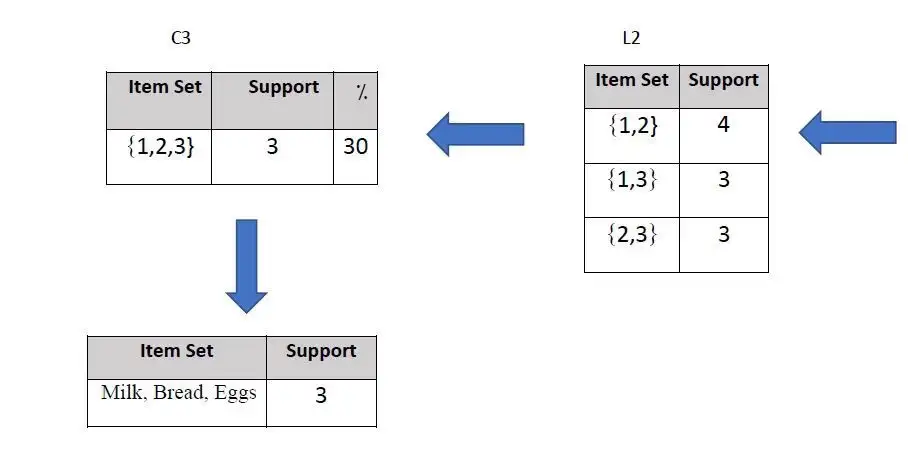 C3
Item Set Support %
{1,2,3} 3 30
L2
Item Set Support
{1,2} 4
{1,3} 3
{2,3} 3
Item Set Support
Milk, Bread, Eggs 3